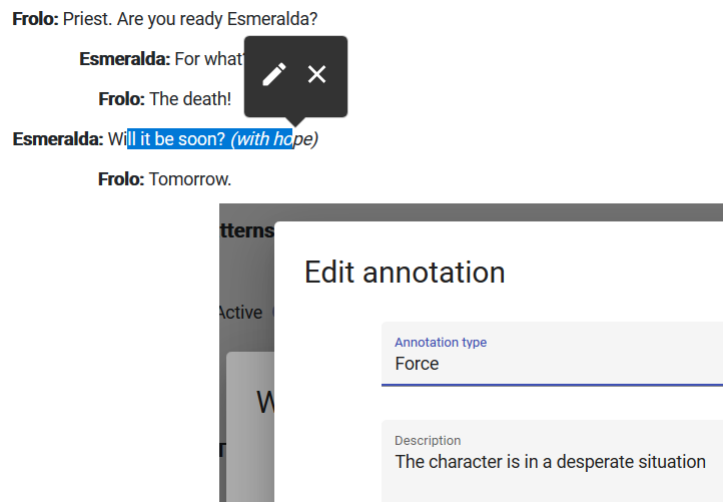 Frolo: Priest. Are you ready Esmeralda?
Esmeralda: For what
Frolo: The death!
Esmeralda: Will it be soon? (with hope)
Frolo: Tomorrow.
tterns
Edit annotation
Active
Annotation type
Force
W
T
Description
The character is in a desperate situation